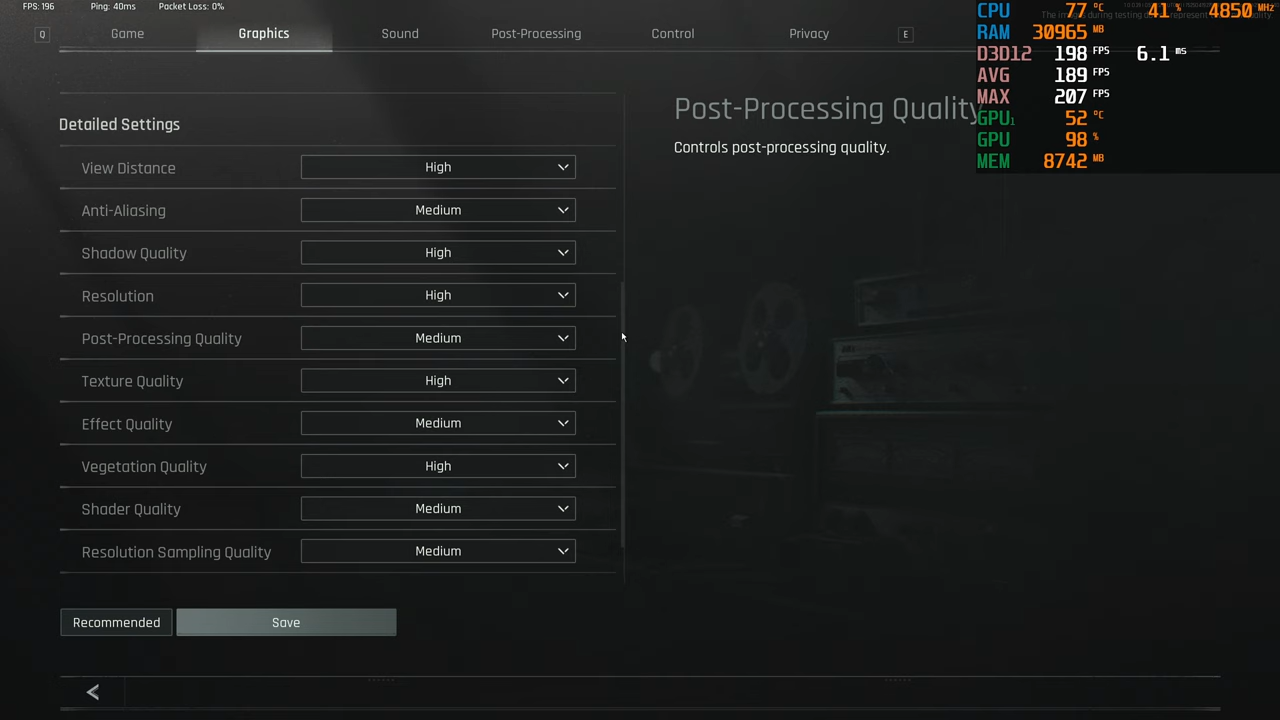 FPS: 196 Ping: 40ms Packet Loss: 0%
CPU 77 °C 41 % 4850 MHz
RAM 30965 MB
D3D12 198 FPS 6.1 ms
AVG 189 FPS
MAX 207 FPS
GPU1 52 °C
GPU 98 %
MEM 8742 MB
Q Game Graphics Sound Post-Processing Control Privacy E
Detailed Settings
View Distance High
Anti-Aliasing Medium
Shadow Quality High
Resolution High
Post-Processing Quality Medium
Texture Quality High
Effect Quality Medium
Vegetation Quality High
Shader Quality Medium
Resolution Sampling Quality Medium
Recommended Save
Post-Processing Quality
Controls post-processing quality.